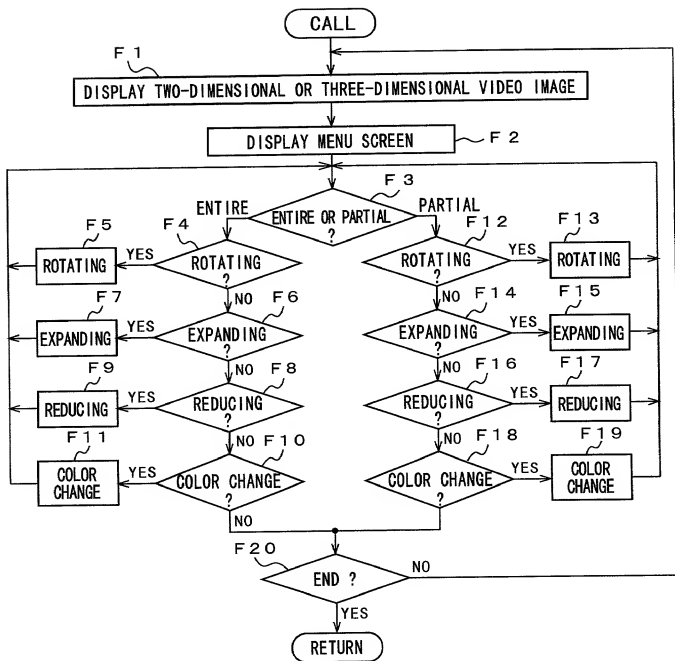 CALL
F1
DISPLAY TWO-DIMENSIONAL OR THREE-DIMENSIONAL VIDEO IMAGE
DISPLAY MENU SCREEN
F2
F3
ENTIRE
ENTIRE OR PARTIAL
?
PARTIAL
F5
ROTATING
YES
F4
ROTATING
?
NO
F12
ROTATING
?
NO
YES
F13
ROTATING
F7
EXPANDING
YES
F6
EXPANDING
?
NO
F14
EXPANDING
?
NO
YES
F15
EXPANDING
F9
REDUCING
YES
F8
REDUCING
?
NO
F16
REDUCING
?
NO
YES
F17
REDUCING
F11
COLOR
CHANGE
YES
F10
COLOR CHANGE
?
NO
F18
COLOR CHANGE
?
YES
F19
COLOR
CHANGE
F20
END ?
NO
YES
RETURN